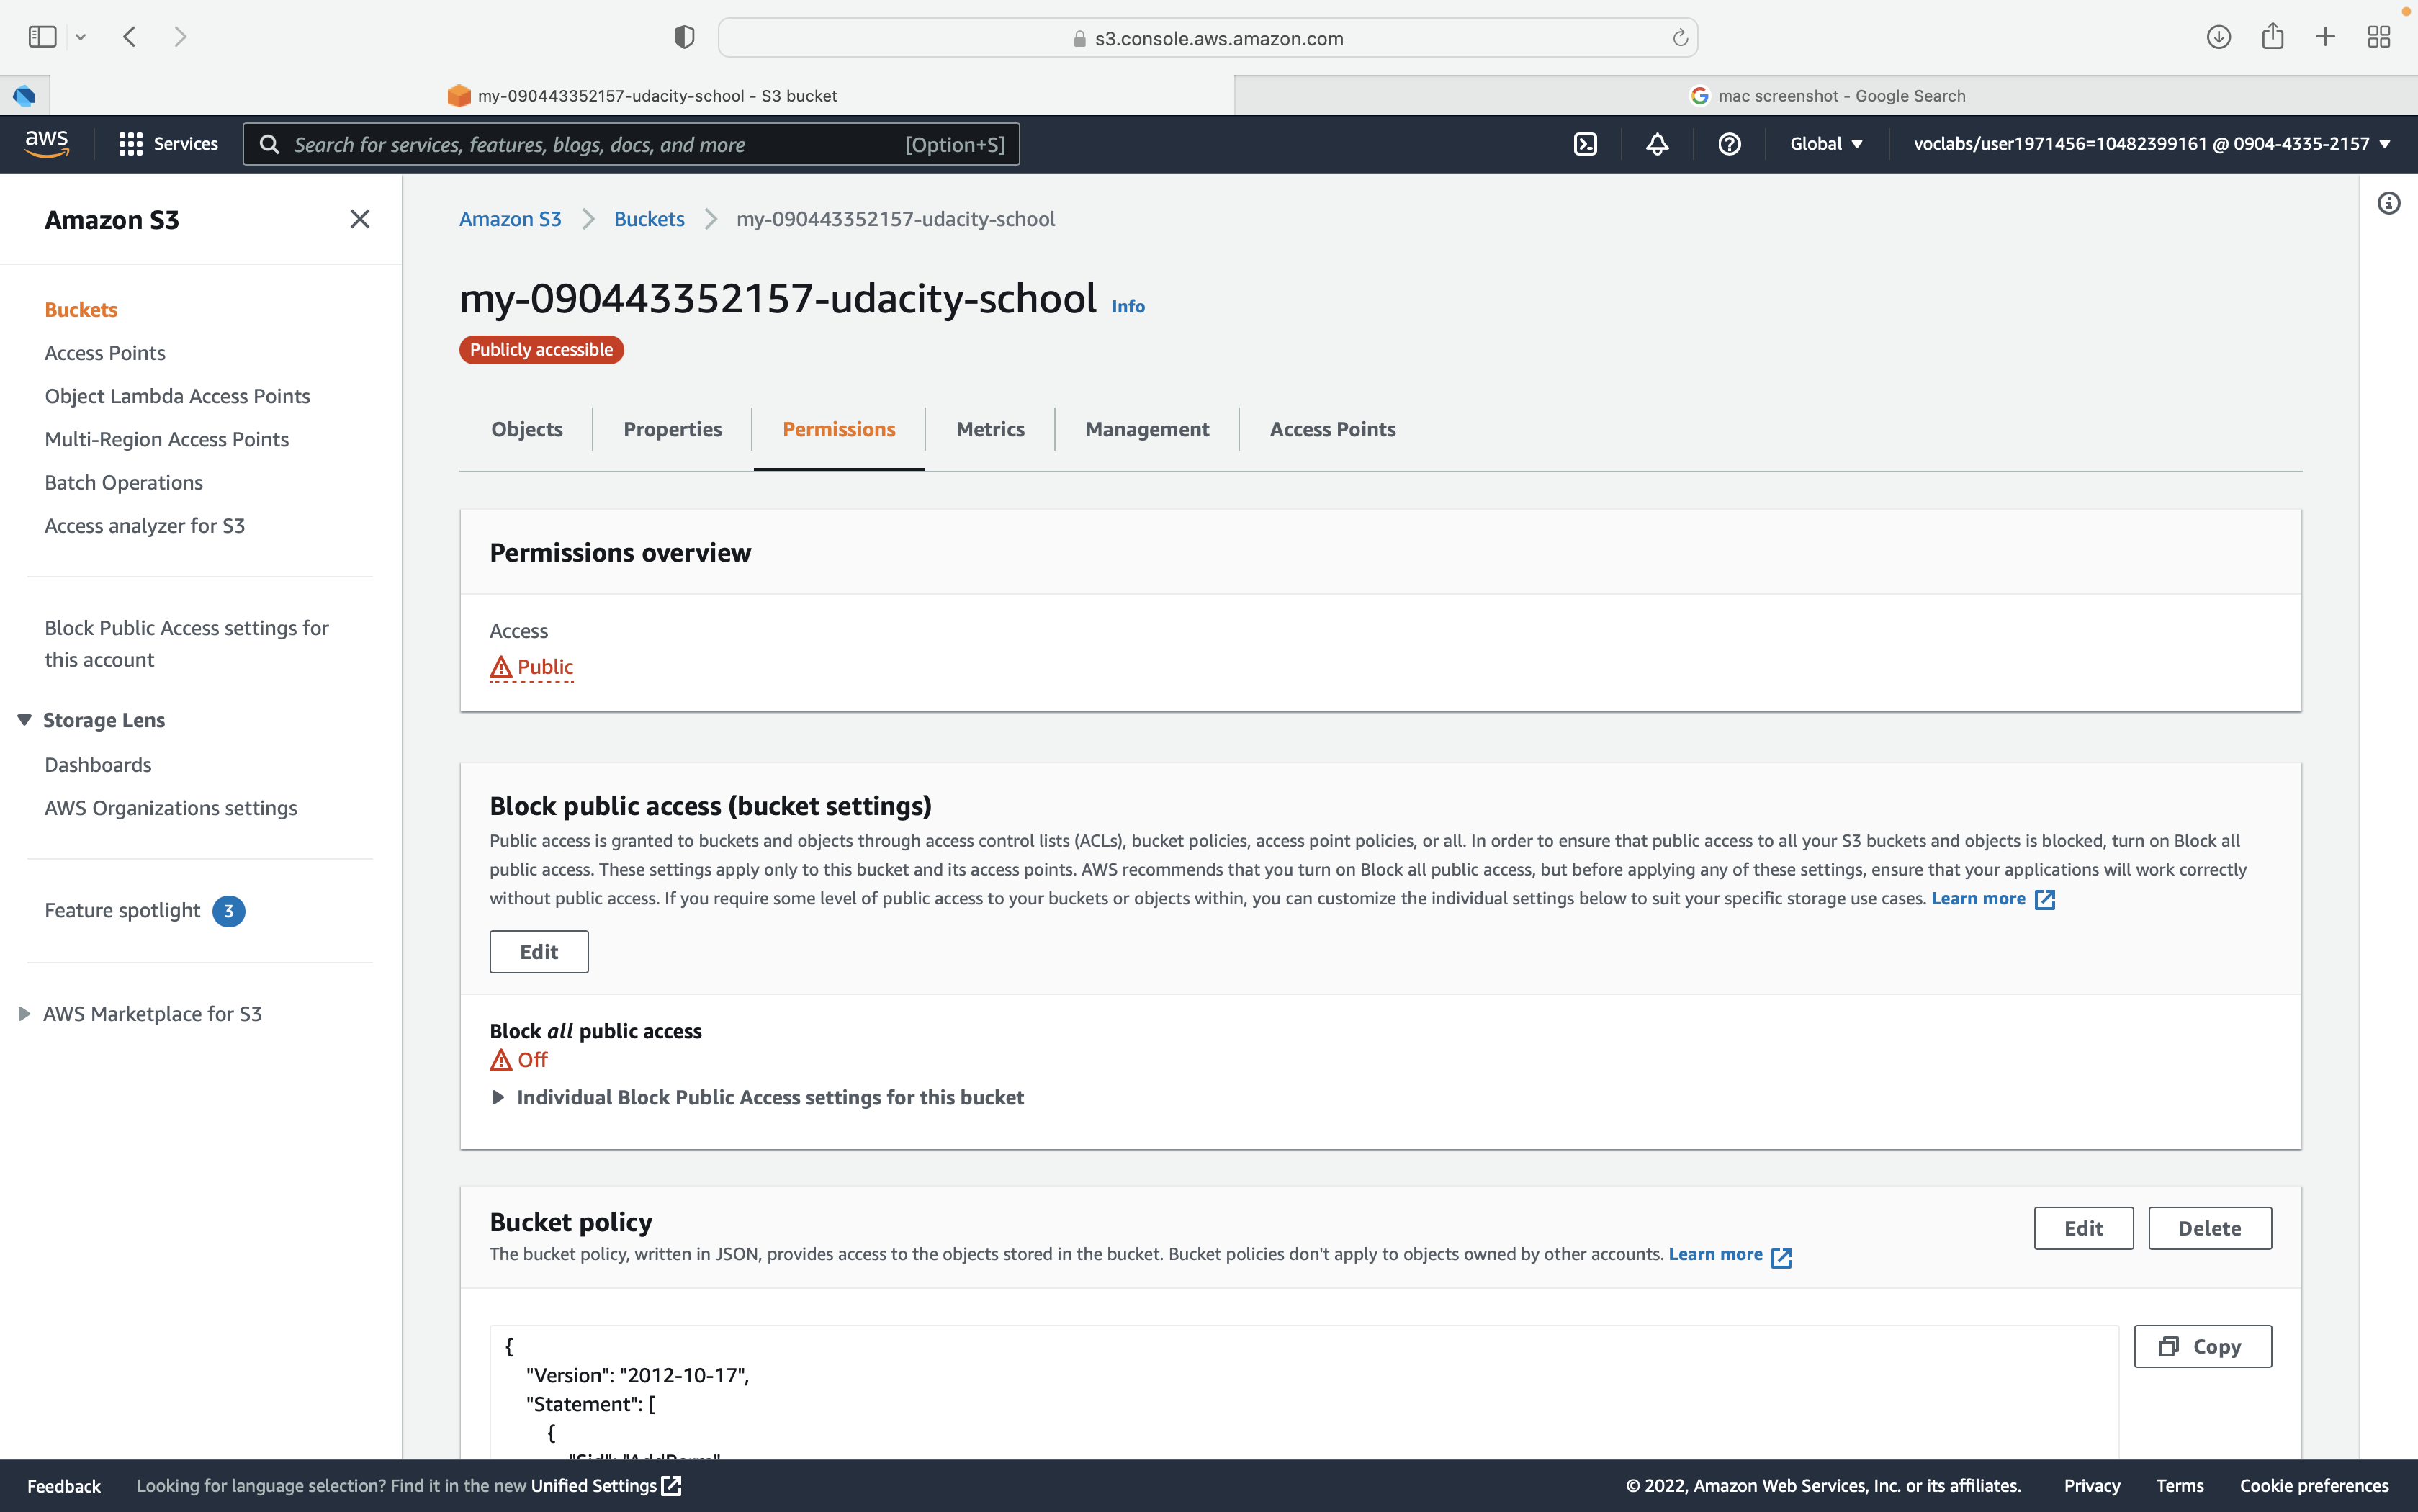 s3.console.aws.amazon.com
my-090443352157-udacity-school - S3 bucket
mac screenshot - Google Search
aws
Services
Search for services, features, blogs, docs, and more
[Option+S]
Global
voclabs/user1971456=10482399161 @ 0904-4335-2157
Amazon S3
Buckets
Access Points
Object Lambda Access Points
Multi-Region Access Points
Batch Operations
Access analyzer for S3
Block Public Access settings for
this account
Storage Lens
Dashboards
AWS Organizations settings
Feature spotlight 3
AWS Marketplace for S3
Amazon S3 > Buckets > my-090443352157-udacity-school
my-090443352157-udacity-school Info
Publicly accessible
Objects
Properties
Permissions
Metrics
Management
Access Points
Permissions overview
Access
Public
Block public access (bucket settings)
Public access is granted to buckets and objects through access control lists (ACLs), bucket policies, access point policies, or all. In order to ensure that public access to all your S3 buckets and objects is blocked, turn on Block all
public access. These settings apply only to this bucket and its access points. AWS recommends that you turn on Block all public access, but before applying any of these settings, ensure that your applications will work correctly
without public access. If you require some level of public access to your buckets or objects within, you can customize the individual settings below to suit your specific storage use cases. Learn more
Edit
Block all public access
Off
Individual Block Public Access settings for this bucket
Bucket policy
The bucket policy, written in JSON, provides access to the objects stored in the bucket. Bucket policies don't apply to objects owned by other accounts. Learn more
Edit
Delete
Copy
{
"Version": "2012-10-17",
"Statement": [
{
"Sid": "AddPerm"
Feedback
Looking for language selection? Find it in the new Unified Settings
© 2022, Amazon Web Services, Inc. or its affiliates.
Privacy
Terms
Cookie preferences